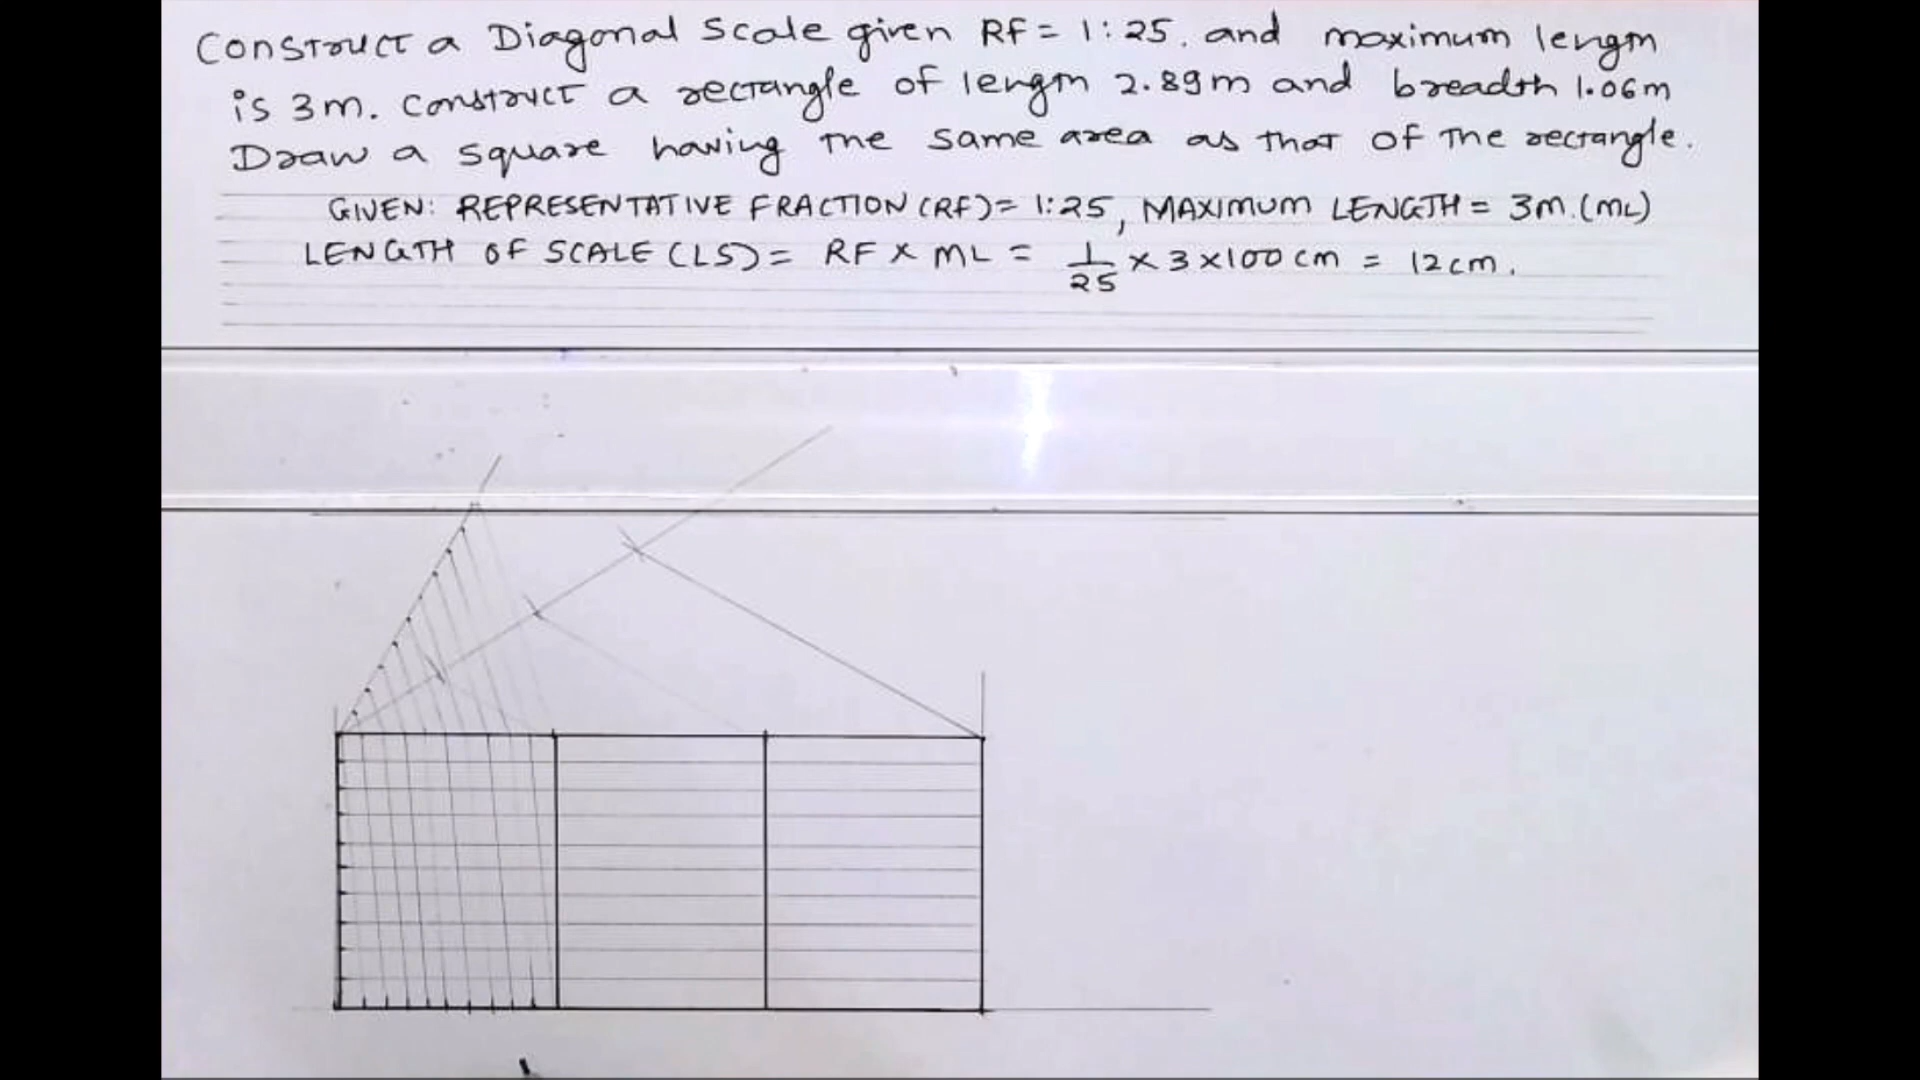 Construct a Diagonal Scale given RF = 1:25. and maximum length
is 3m. Construct a rectangle of length 2.89m and breadth 1.06m
Draw a square having the same area as that of the rectangle.
GIVEN: REPRESENTATIVE FRACTION (RF) = 1:25, MAXIMUM LENGTH = 3m.(ML)
LENGTH OF SCALE (LS) = RF × ML = 1/25 × 3 × 100 cm = 12 cm.